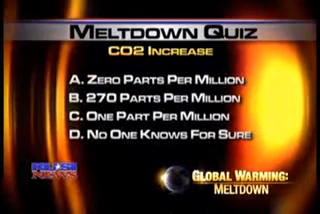 MELTDOWN QUIZ
CO2 INCREASE
A. ZERO PARTS PER MILLION
B. 270 PARTS PER MILLION
C. ONE PART PER MILLION
D. NO ONE KNOWS FOR SURE
KUSI
NEWS
GLOBAL WARMING:
MELTDOWN